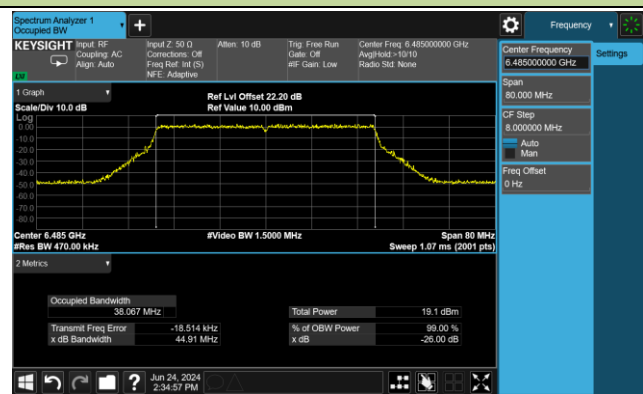 Spectrum Analyzer 1
Occupied BW
Frequency
KEYSIGHT
Input: RF
Coupling: AC
Align: Auto
Input Z: 50 Ω
Corrections: Off
Freq Ref: Int (S)
NFE: Adaptive
Atten: 10 dB
Trig: Free Run
Gate: Off
#IF Gain: Low
Center Freq: 6.485000000 GHz
Avg|Hold:>10/10
Radio Std: None
Center Frequency
6.485000000 GHz
Settings
Span
80.000 MHz
CF Step
8.000000 MHz
Auto
Man
Freq Offset
0 Hz
1 Graph
Scale/Div 10.0 dB
Ref Lvl Offset 22.20 dB
Ref Value 10.00 dBm
Log
0.00
-10.0
-20.0
-30.0
-40.0
-50.0
-60.0
-70.0
-80.0
Center 6.485 GHz
#Video BW 1.5000 MHz
Span 80 MHz
#Res BW 470.00 kHz
Sweep 1.07 ms (2001 pts)
2 Metrics
Occupied Bandwidth
38.067 MHz
Total Power 19.1 dBm
Transmit Freq Error -18.514 kHz
% of OBW Power 99.00 %
x dB Bandwidth 44.91 MHz
x dB -26.00 dB
?
Jun 24, 2024
2:34:57 PM